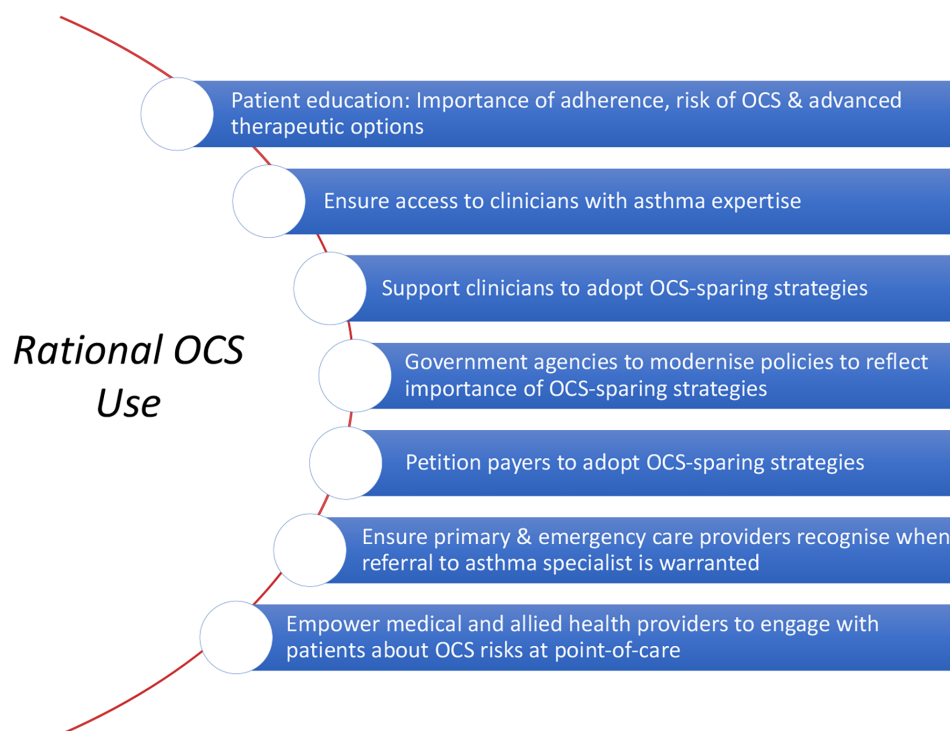 Patient education: Importance of adherence, risk of OCS & advanced
therapeutic options
Ensure access to clinicians with asthma expertise
Support clinicians to adopt OCS-sparing strategies
Rational OCS
Use
Government agencies to modernise policies to reflect
importance of OCS-sparing strategies
Petition payers to adopt OCS-sparing strategies
Ensure primary & emergency care providers recognise when
referral to asthma specialist is warranted
Empower medical and allied health providers to engage with
patients about OCS risks at point-of-care